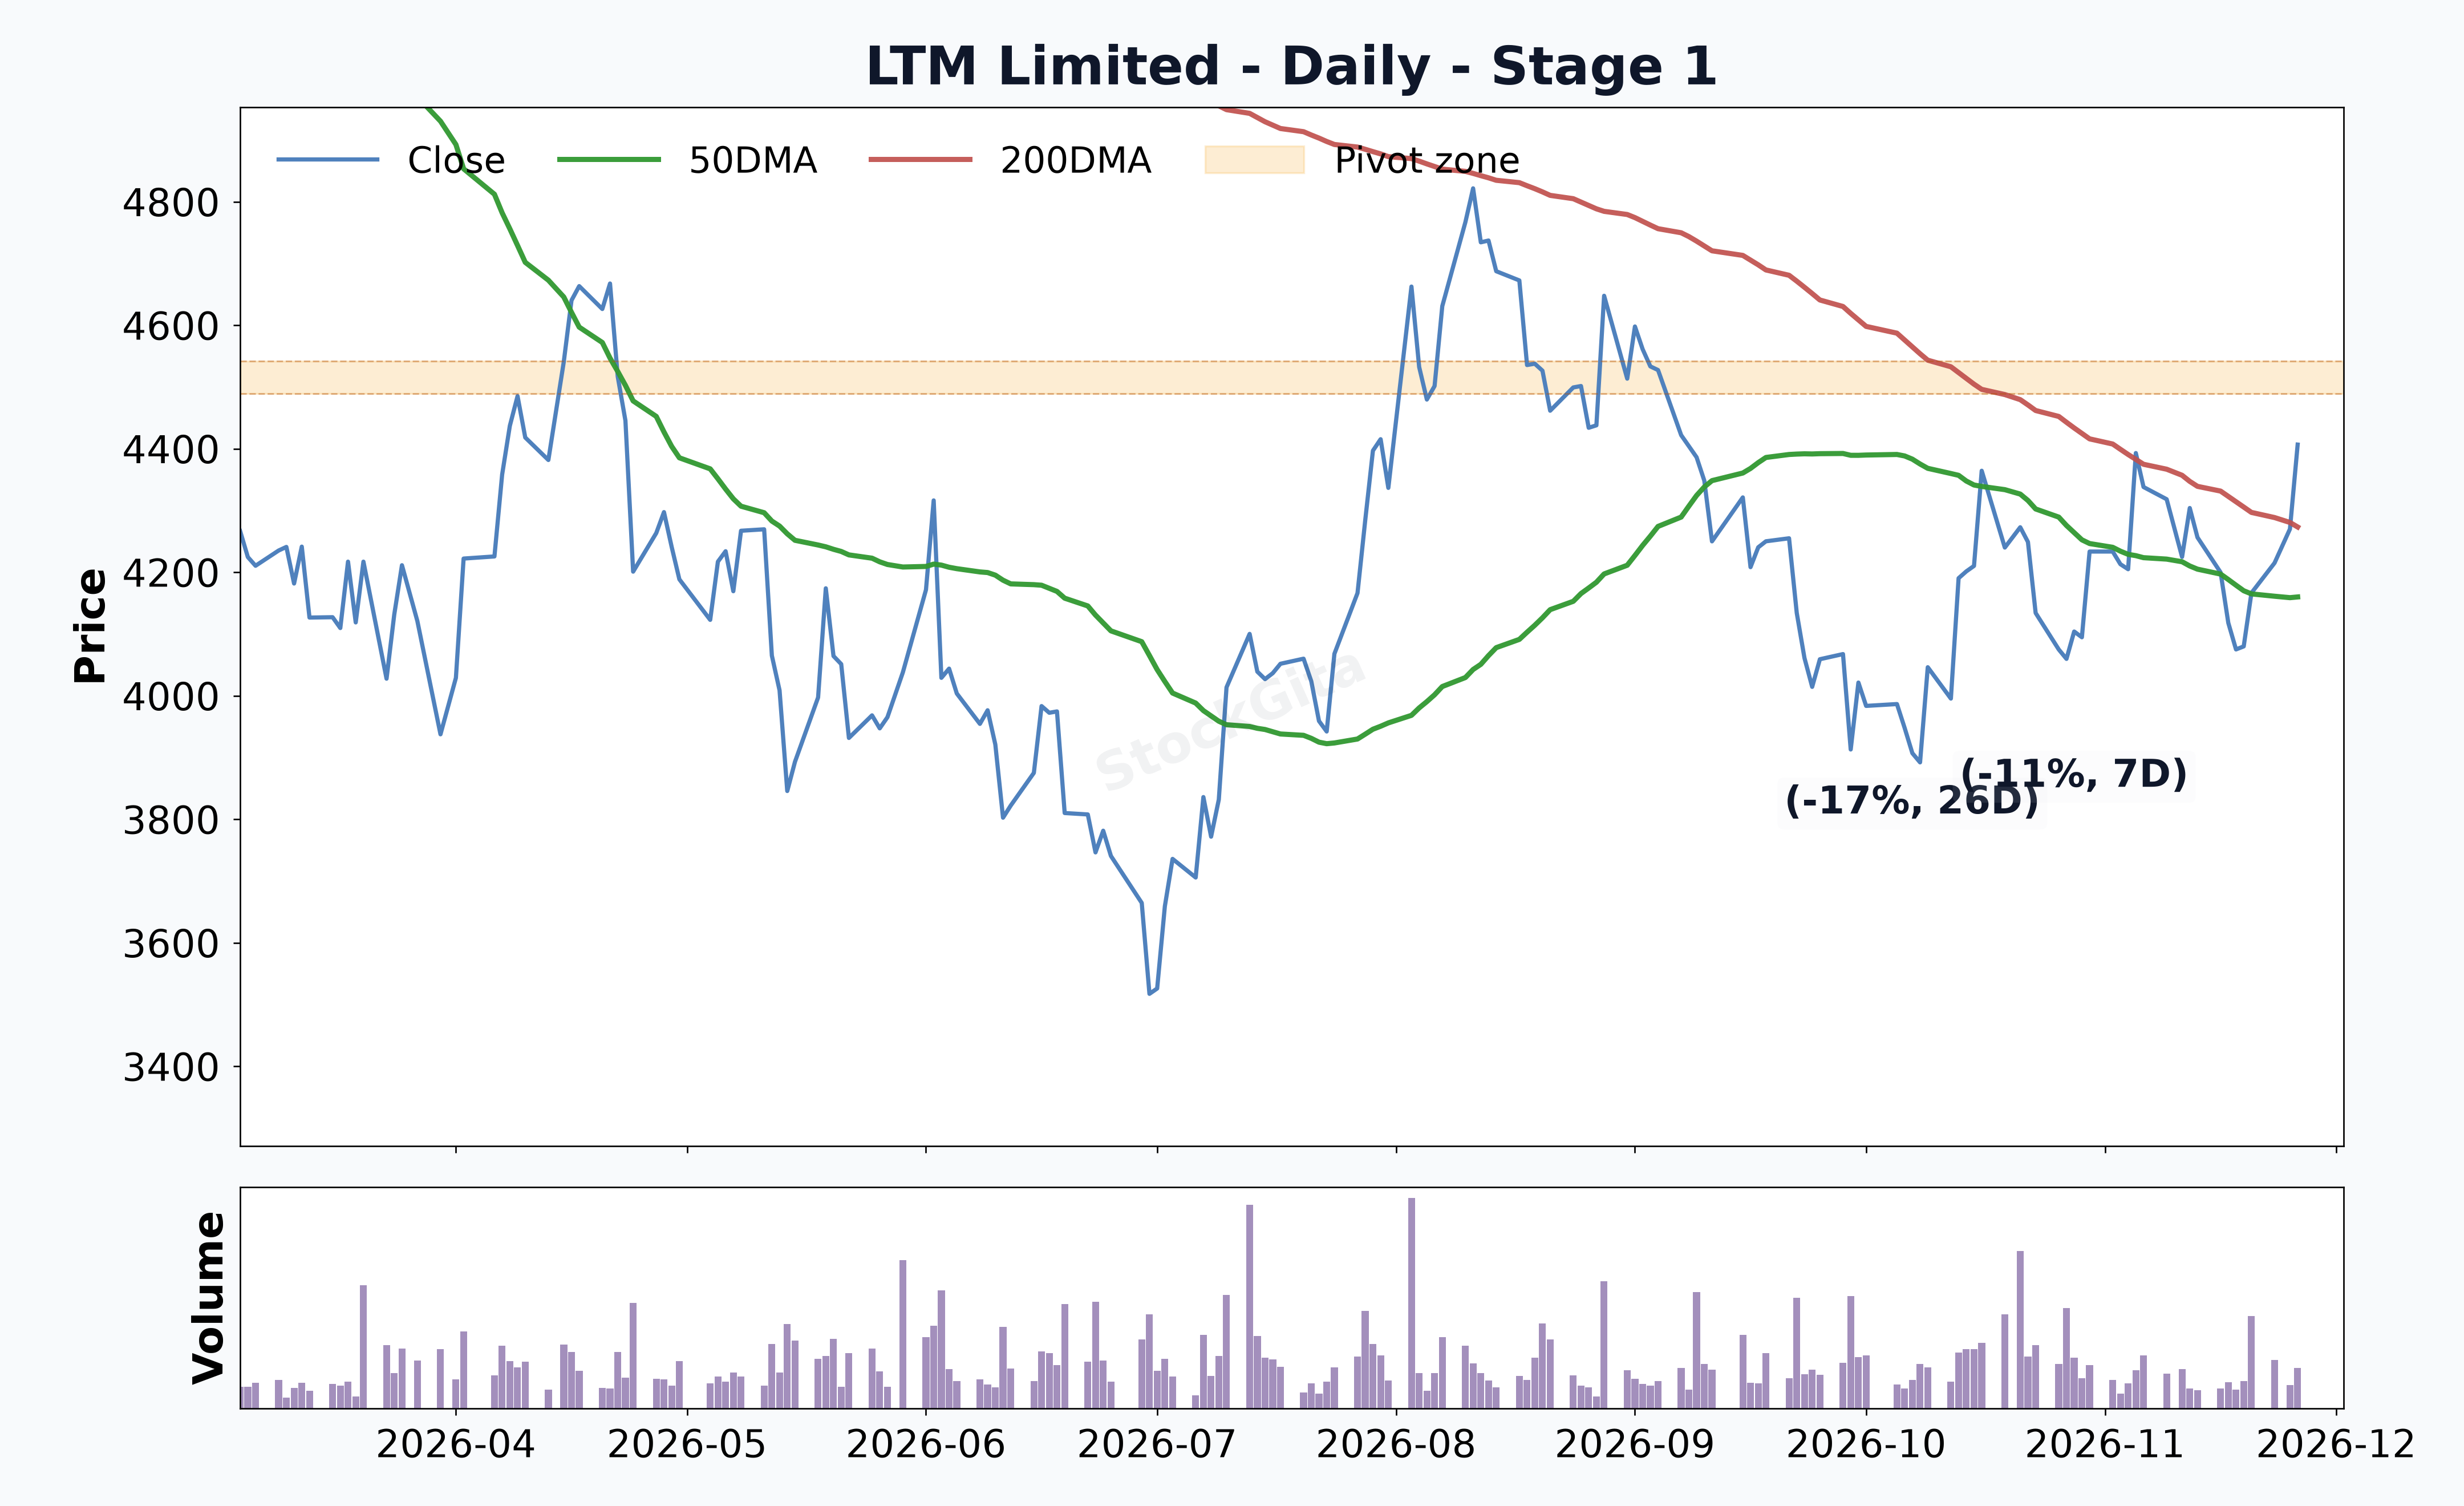 LTM Limited - Daily - Stage 1
Close 50DMA 200DMA Pivot zone
Price
4800
4600
4400
4200
4000
3800
3600
3400
StockGita
(-11%, 7D)
(-17%, 26D)
Volume
2026-04 2026-05 2026-06 2026-07 2026-08 2026-09 2026-10 2026-11 2026-12